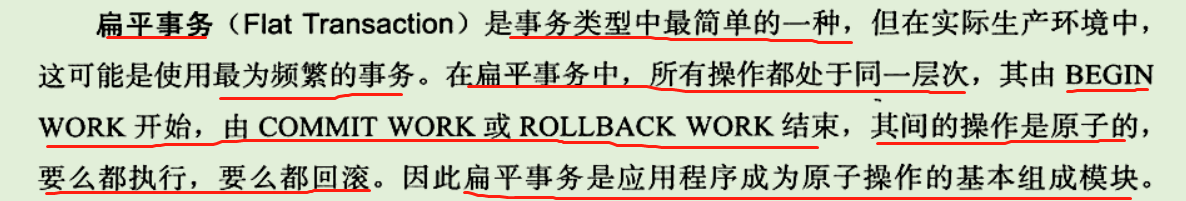 扁平事务（Flat Transaction）是事务类型中最简单的一种，但在实际生产环境中，
这可能是使用最为频繁的事务。在扁平事务中，所有操作都处于同一层次，其由 BEGIN
WORK 开始，由 COMMIT WORK 或 ROLLBACK WORK 结束，其间的操作是原子的，
要么都执行，要么都回滚。因此扁平事务是应用程序成为原子操作的基本组成模块。